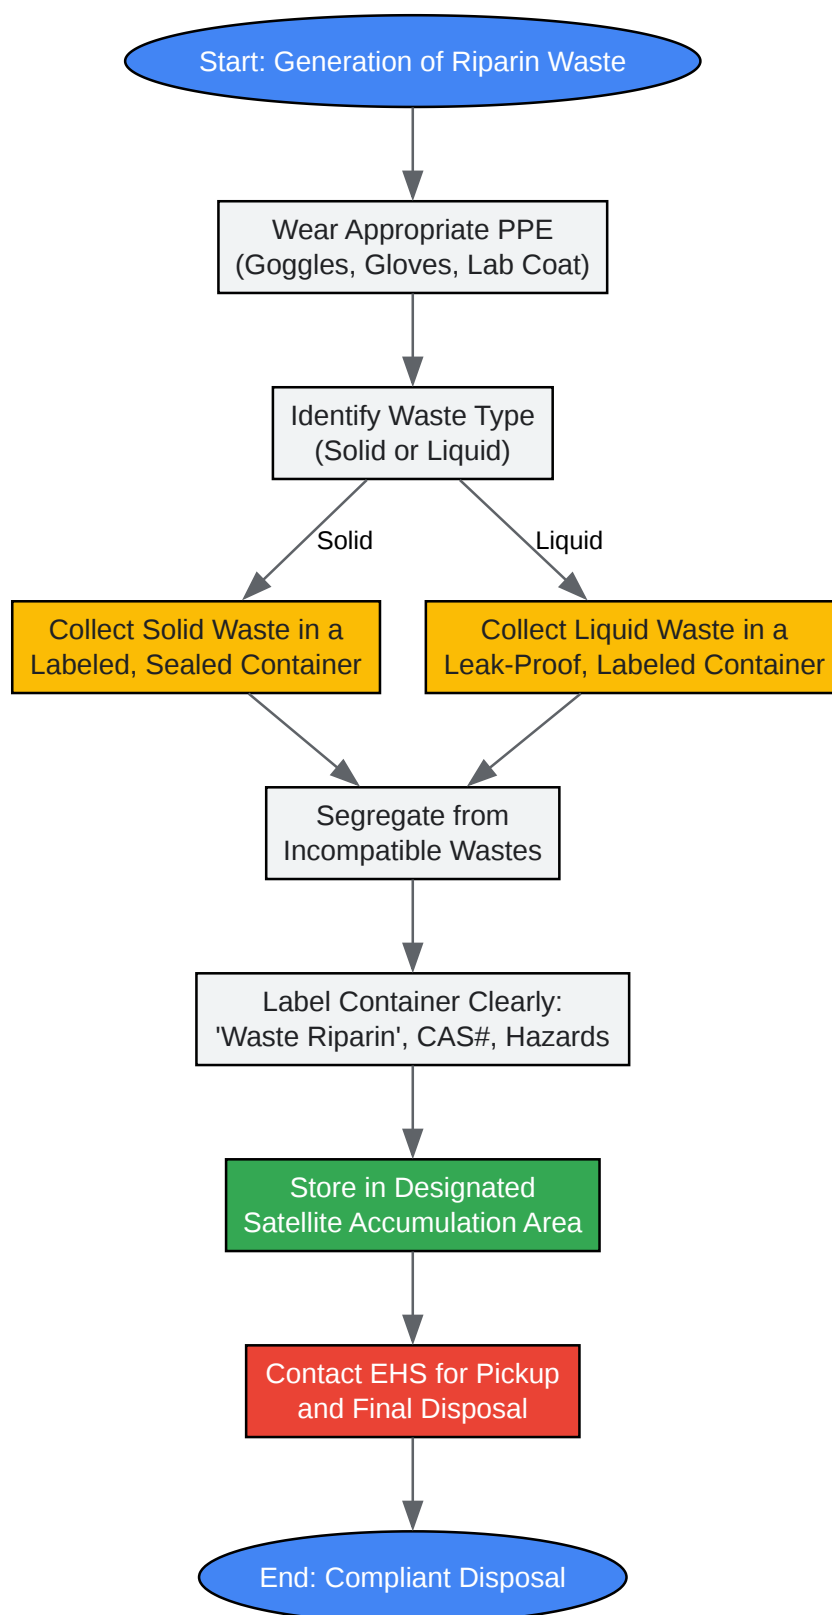 Start: Generation of Riparin Waste
Wear Appropriate PPE
(Goggles, Gloves, Lab Coat)
Identify Waste Type
(Solid or Liquid)
Solid
Liquid
Collect Solid Waste in a
Labeled, Sealed Container
Collect Liquid Waste in a
Leak-Proof, Labeled Container
Segregate from
Incompatible Wastes
Label Container Clearly:
'Waste Riparin', CAS#, Hazards
Store in Designated
Satellite Accumulation Area
Contact EHS for Pickup
and Final Disposal
End: Compliant Disposal